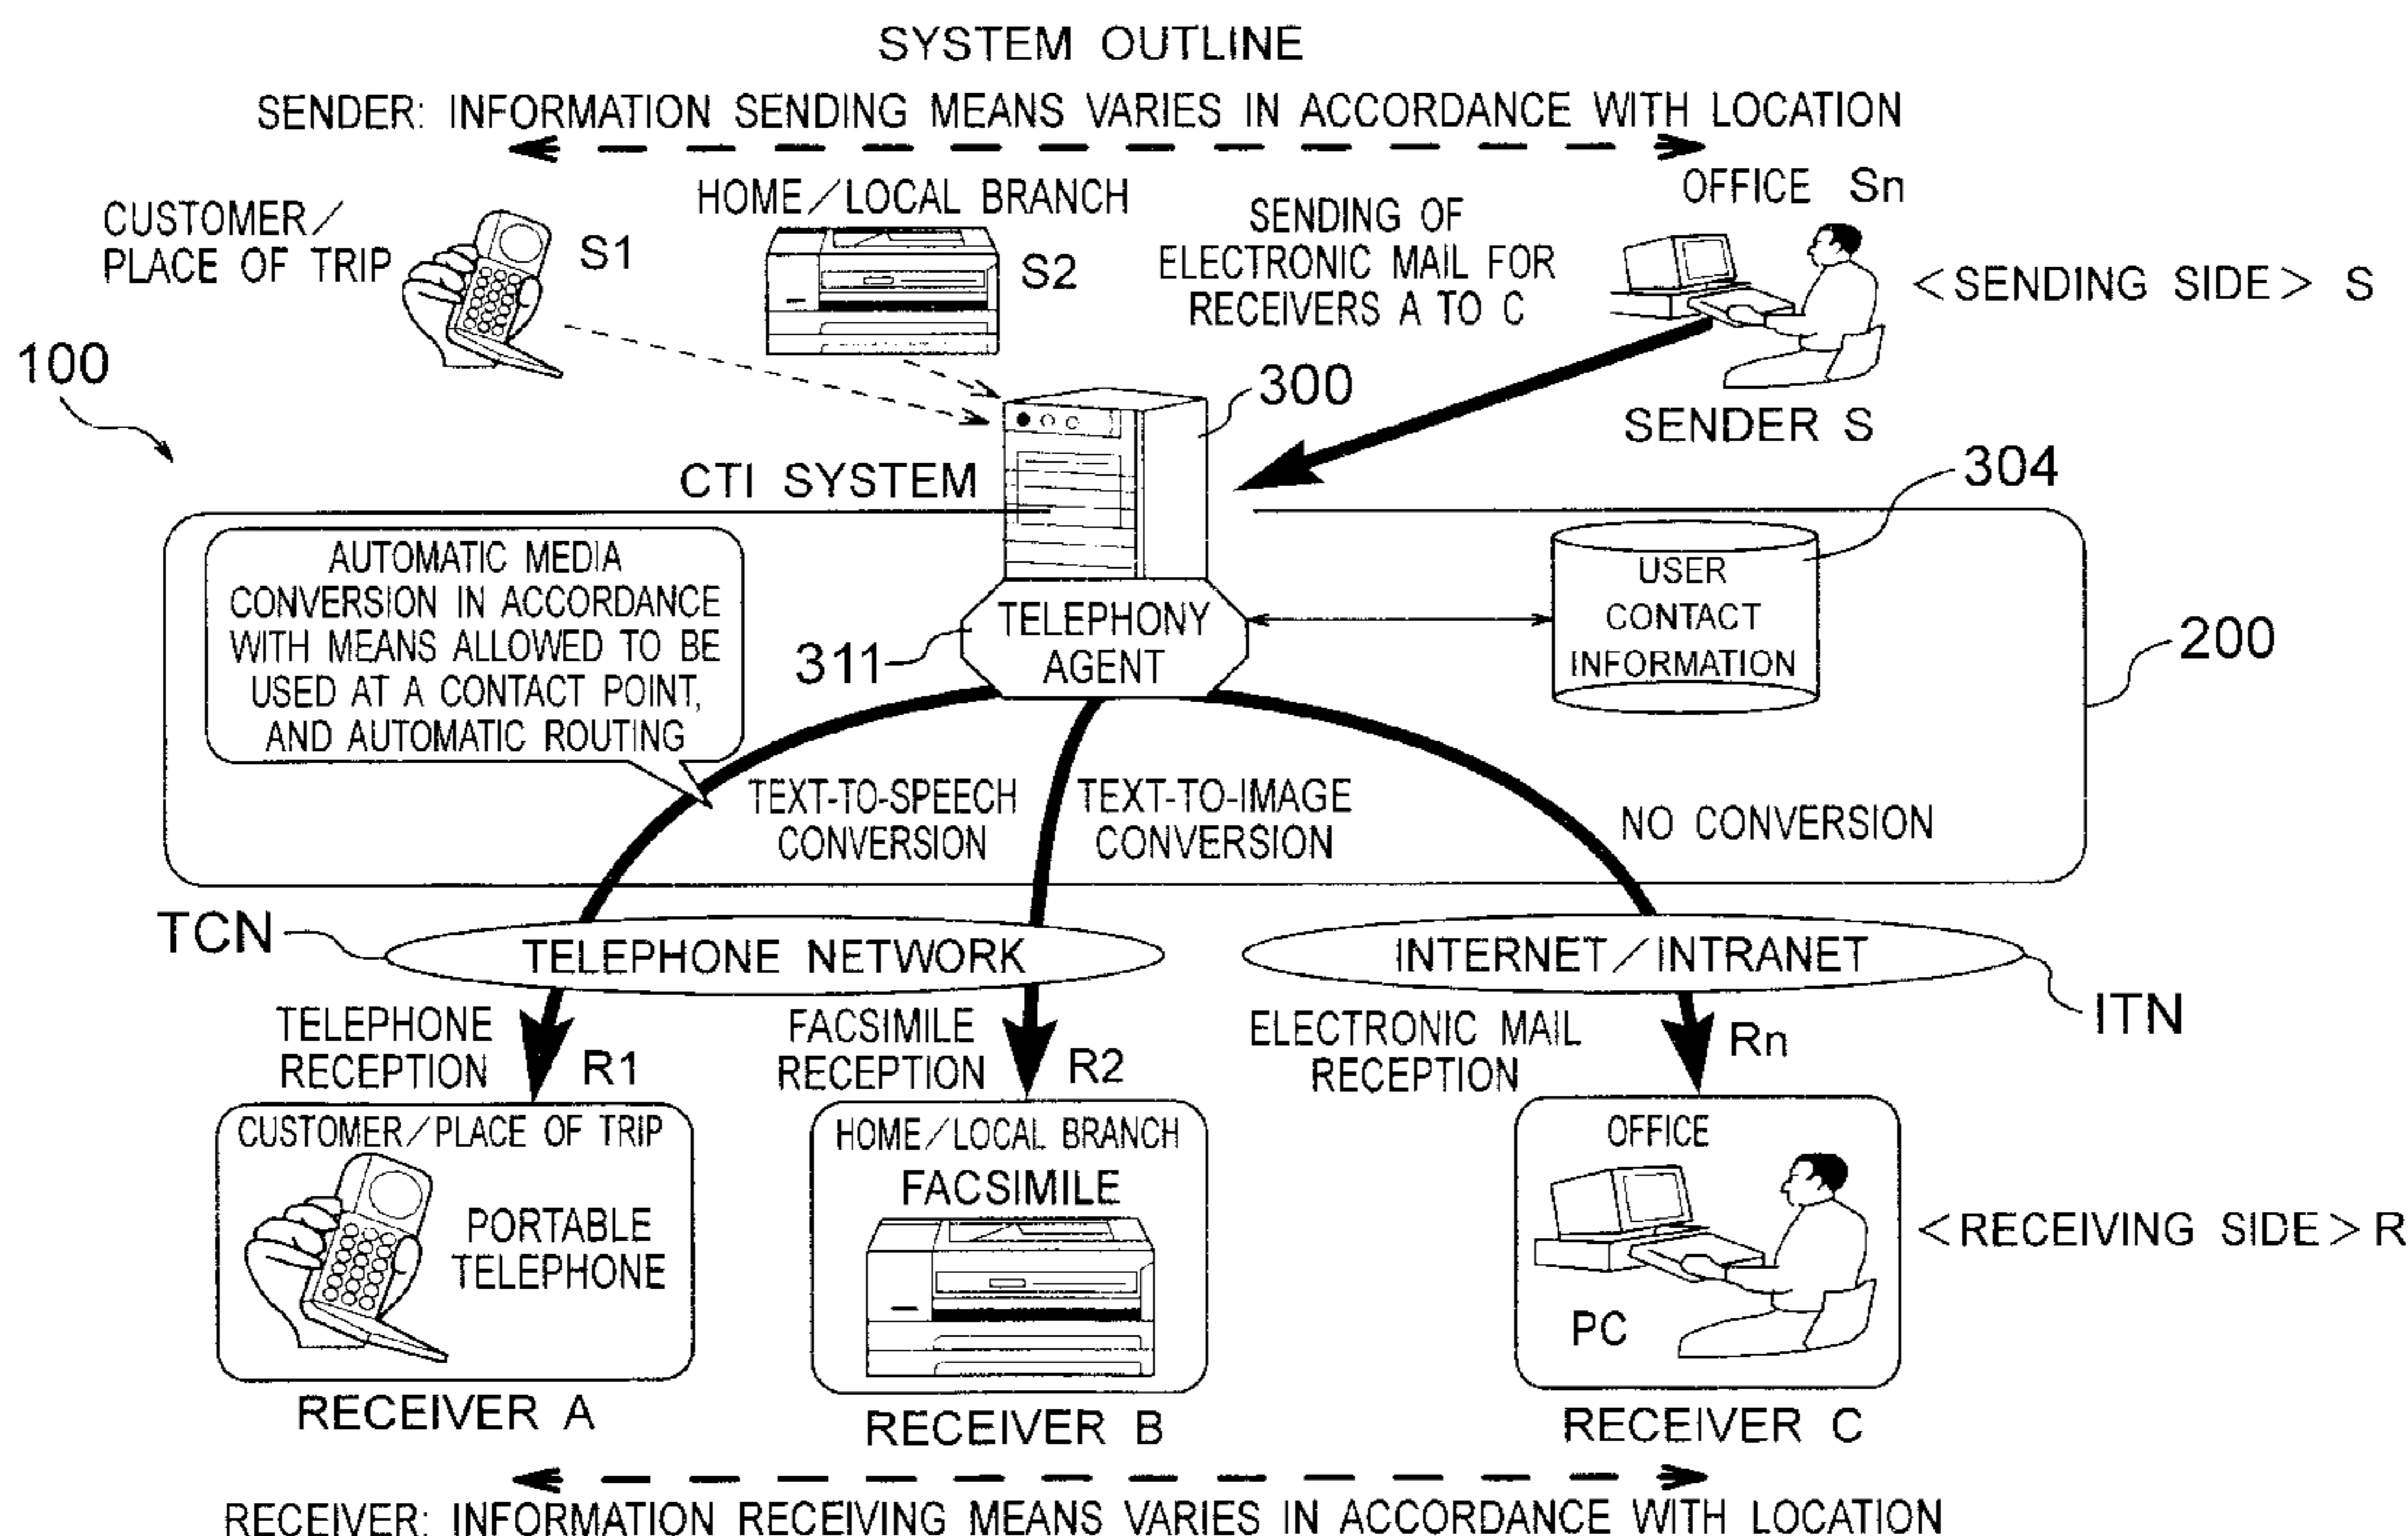 SYSTEM OUTLINE
SENDER: INFORMATION SENDING MEANS VARIES IN ACCORDANCE WITH LOCATION
CUSTOMER/
PLACE OF TRIP
S1
HOME/LOCAL BRANCH
S2
SENDING OF
ELECTRONIC MAIL FOR
RECEIVERS A TO C
OFFICE Sn
<SENDING SIDE> S
SENDER S
100
300
CTI SYSTEM
304
AUTOMATIC MEDIA
CONVERSION IN ACCORDANCE
WITH MEANS ALLOWED TO BE
USED AT A CONTACT POINT,
AND AUTOMATIC ROUTING
TELEPHONY
AGENT
311
USER
CONTACT
INFORMATION
200
TEXT-TO-SPEECH
CONVERSION
TEXT-TO-IMAGE
CONVERSION
NO CONVERSION
TCN
TELEPHONE NETWORK
INTERNET/INTRANET
ITN
TELEPHONE
RECEPTION
R1
FACSIMILE
RECEPTION
R2
ELECTRONIC MAIL
RECEPTION
Rn
CUSTOMER/PLACE OF TRIP
PORTABLE
TELEPHONE
RECEIVER A
HOME/LOCAL BRANCH
FACSIMILE
RECEIVER B
OFFICE
PC
RECEIVER C
<RECEIVING SIDE> R
RECEIVER: INFORMATION RECEIVING MEANS VARIES IN ACCORDANCE WITH LOCATION